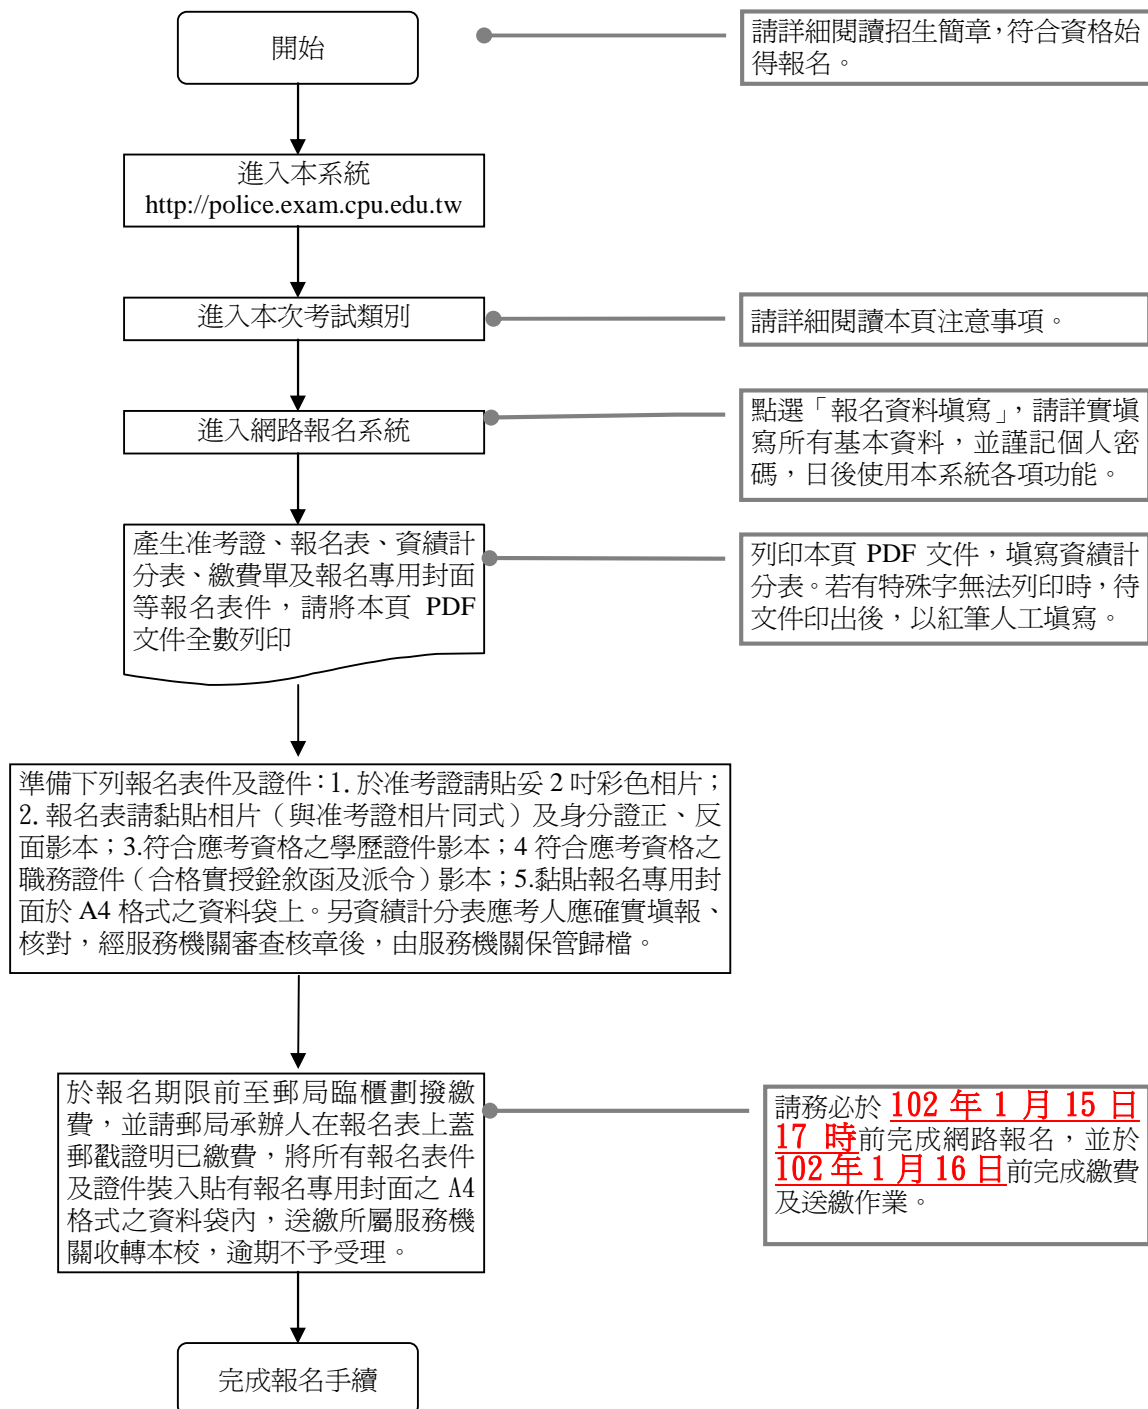 開始
請詳細閱讀招生簡章，符合資格始
得報名。
進入本系統
http://police.exam.cpu.edu.tw
進入本次考試類別
請詳細閱讀本頁注意事項。
進入網路報名系統
點選「報名資料填寫」，請詳實填
寫所有基本資料，並謹記個人密
碼，日後使用本系統各項功能。
產生准考證、報名表、資績計
分表、繳費單及報名專用封面
等報名表件，請將本頁 PDF
文件全數列印
列印本頁 PDF 文件，填寫資績計
分表。若有特殊字無法列印時，待
文件印出後，以紅筆人工填寫。
準備下列報名表件及證件：1. 於准考證請貼妥 2 吋彩色相片；
2. 報名表請黏貼相片（與准考證相片同式）及身分證正、反
面影本；3.符合應考資格之學歷證件影本；4 符合應考資格之
職務證件（合格實授銓敘函及派令）影本；5.黏貼報名專用封
面於 A4 格式之資料袋上。另資績計分表應考人應確實填報、
核對，經服務機關審查核章後，由服務機關保管歸檔。
於報名期限前至郵局臨櫃劃撥繳
費，並請郵局承辦人在報名表上蓋
郵戳證明已繳費，將所有報名表件
及證件裝入貼有報名專用封面之 A4
格式之資料袋內，送繳所屬服務機
關收轉本校，逾期不予受理。
請務必於 102 年 1 月 15 日
17 時前完成網路報名，並於
102 年 1 月 16 日前完成繳費
及送繳作業。
完成報名手續